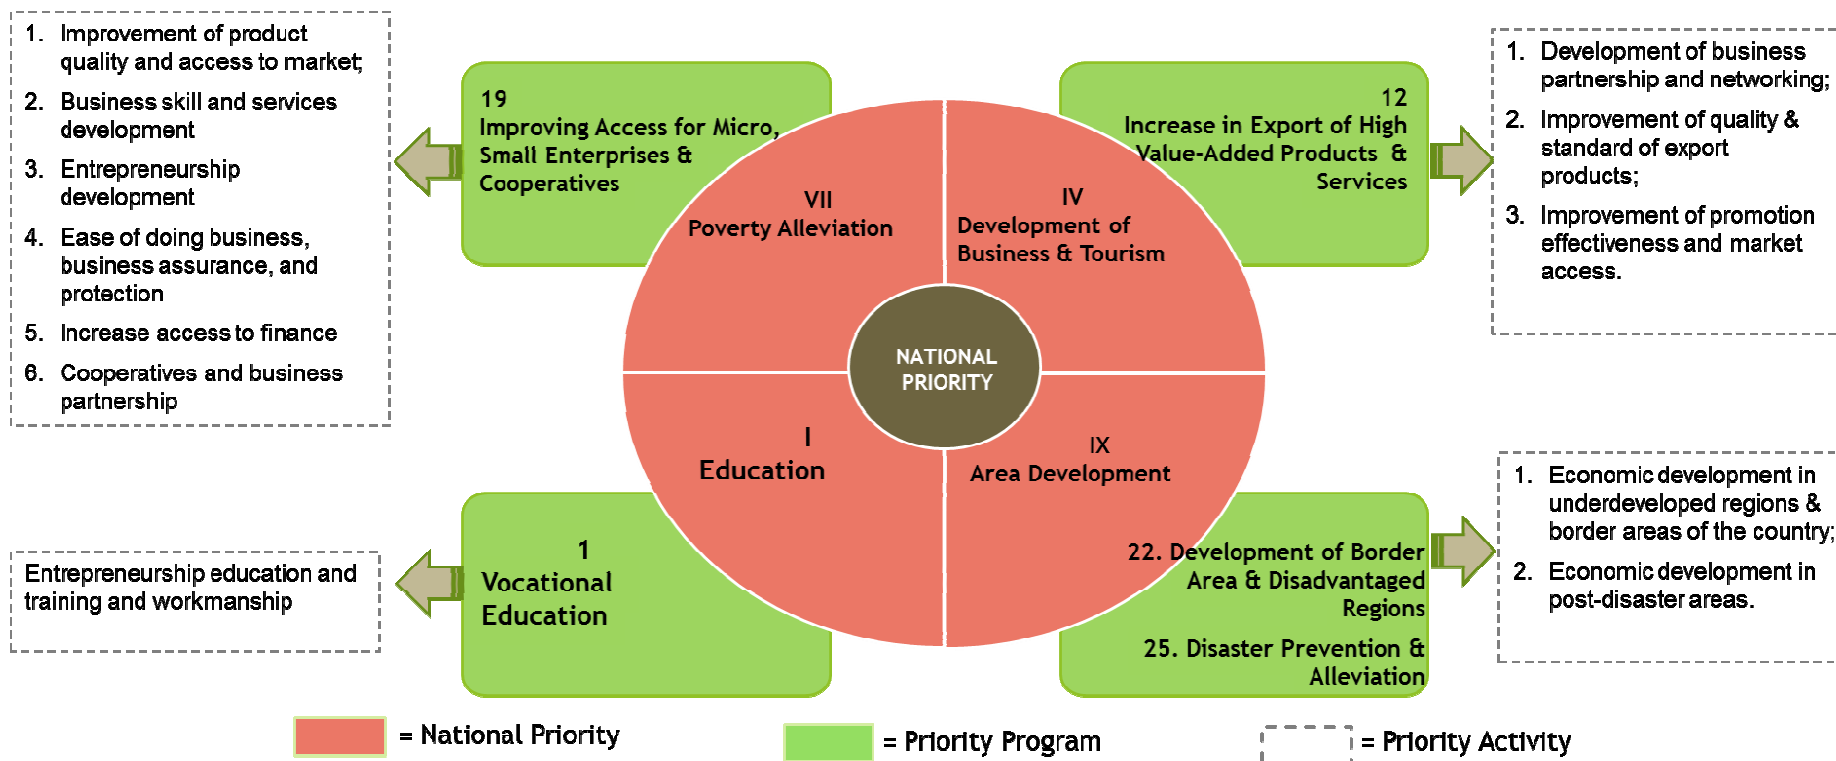 1. Improvement of product
quality and access to market;
2. Business skill and services
development
3. Entrepreneurship
development
4. Ease of doing business,
business assurance, and
protection
5. Increase access to finance
6. Cooperatives and business
partnership
19
Improving Access for Micro,
Small Enterprises &
Cooperatives
12
Increase in Export of High
Value-Added Products &
Services
1. Development of business
partnership and networking;
2. Improvement of quality &
standard of export
products;
3. Improvement of promotion
effectiveness and market
access.
VII
Poverty Alleviation
IV
Development of
Business & Tourism
NATIONAL
PRIORITY
I
Education
IX
Area Development
Entrepreneurship education and
training and workmanship
1
Vocational
Education
22. Development of Border
Area & Disadvantaged
Regions
25. Disaster Prevention &
Alleviation
1. Economic development in
underdeveloped regions &
border areas of the country;
2. Economic development in
post-disaster areas.
= National Priority
= Priority Program
= Priority Activity